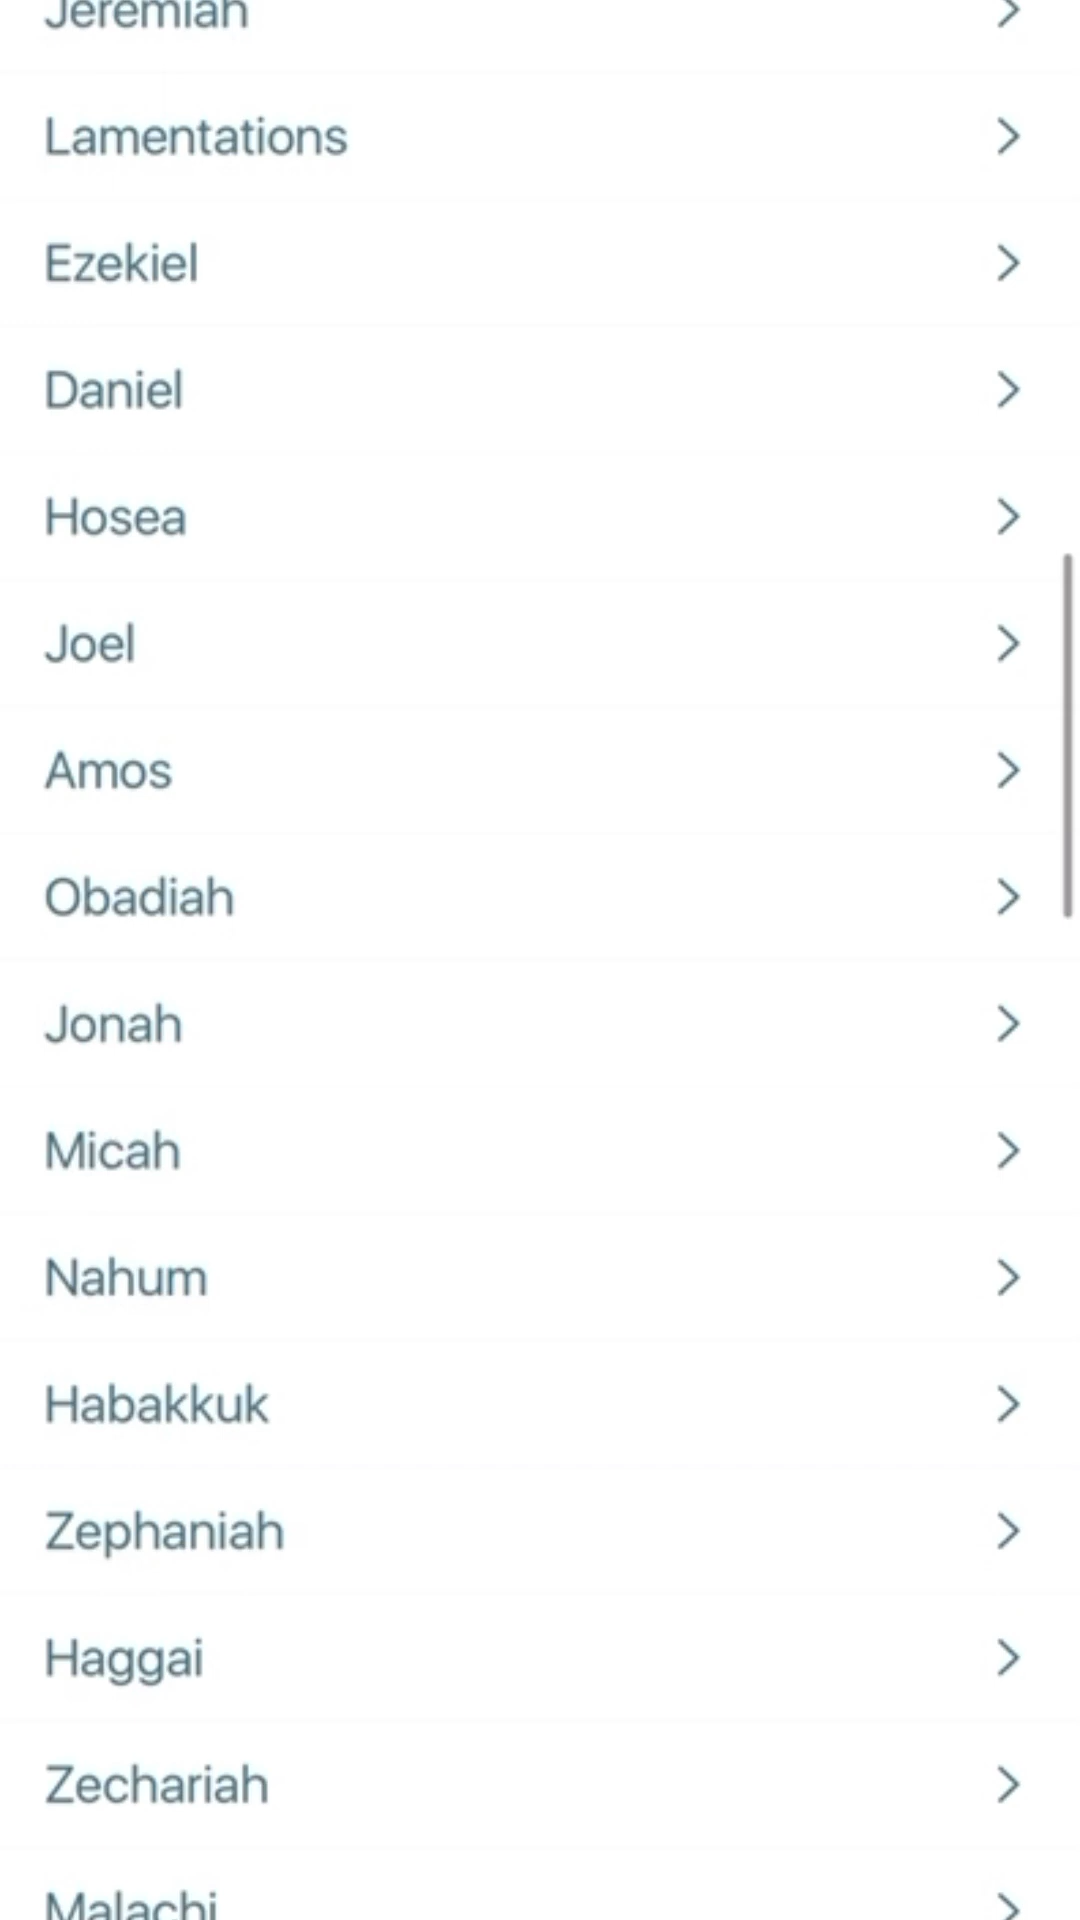 Jeremiah
Lamentations
Ezekiel
Daniel
Hosea
Joel
Amos
Obadiah
Jonah
Micah
Nahum
Habakkuk
Zephaniah
Haggai
Zechariah
Malachi